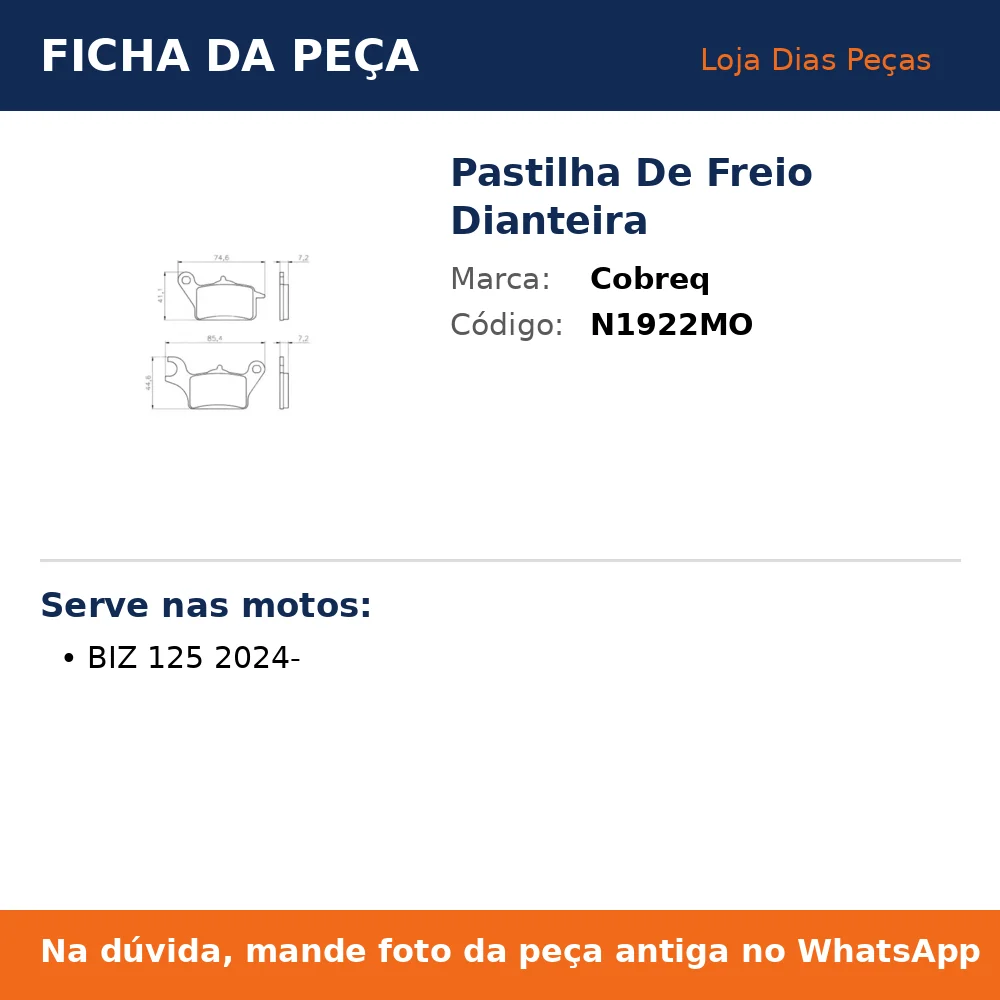 FICHA DA PEÇA
Loja Dias Peças
Pastilha De Freio
Dianteira
Marca: Cobreq
Código: N1922MO
74,6 7,2
41,1
85,4 7,2
44,6
Serve nas motos:
• BIZ 125 2024-
Na dúvida, mande foto da peça antiga no WhatsApp